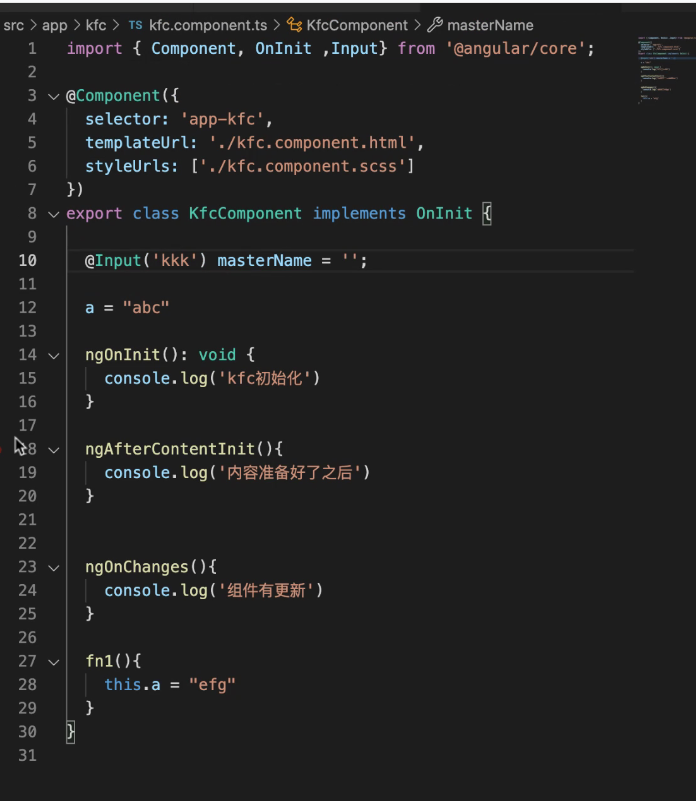 src > app > kfc > TS kfc.component.ts > KfcComponent > masterName
1 import { Component, OnInit ,Input} from '@angular/core';
2
3 @Component({
4 selector: 'app-kfc',
5 templateUrl: './kfc.component.html',
6 styleUrls: ['./kfc.component.scss']
7 })
8 export class KfcComponent implements OnInit {
9
10 @Input('kkk') masterName = '';
11
12 a = "abc"
13
14 ngOnInit(): void {
15 console.log('kfc初始化')
16 }
17
18 ngAfterContentInit(){
19 console.log('内容准备好了之后')
20 }
21
22
23 ngOnChanges(){
24 console.log('组件有更新')
25 }
26
27 fn1(){
28 this.a = "efg"
29 }
30 }
31